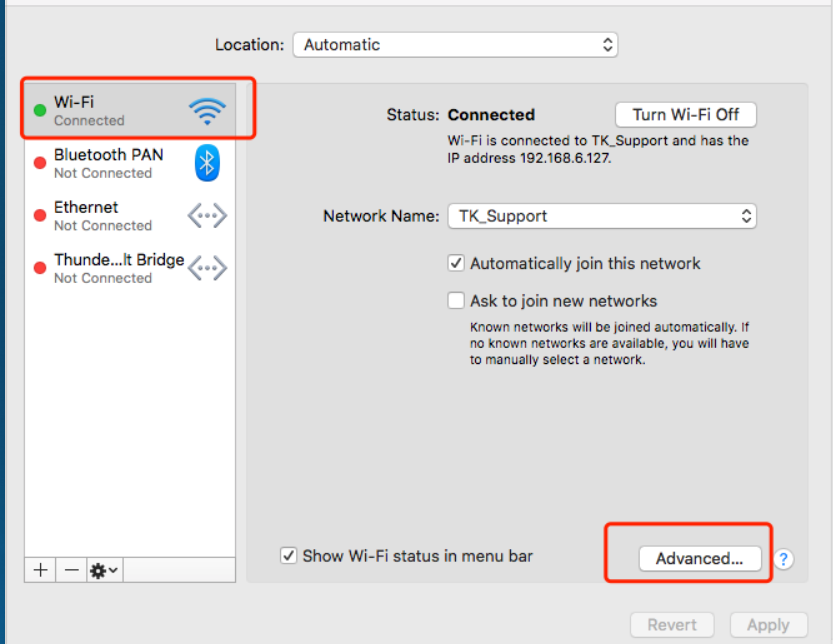 Location: Automatic
Wi-Fi
Connected
Bluetooth PAN
Not Connected
Ethernet
Not Connected
Thunde...lt Bridge
Not Connected
Status: Connected
Turn Wi-Fi Off
Wi-Fi is connected to TK_Support and has the
IP address 192.168.6.127.
Network Name: TK_Support
Automatically join this network
Ask to join new networks
Known networks will be joined automatically. If
no known networks are available, you will have
to manually select a network.
Show Wi-Fi status in menu bar
Advanced...
?
Revert
Apply